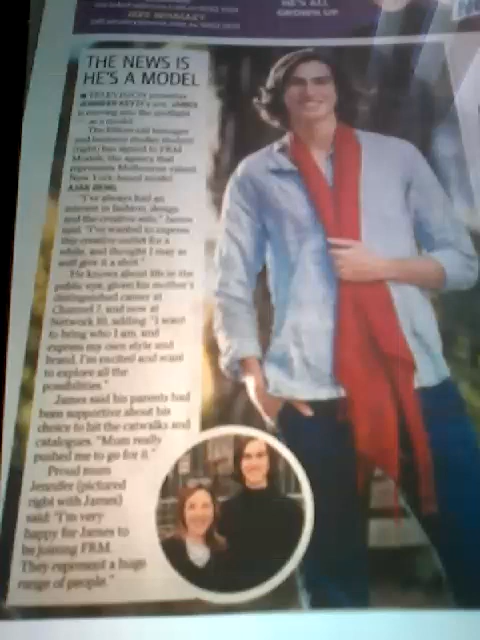 HE'S ALL
GROWN UP
THE NEWS IS
HE'S A MODEL
TELEVISION presenter
JENNIFER KEYTE's son, JAMES
is moving into the spotlight
as a model.
The
and business studies student
(right) has signed to FRM
Models, the agency that
represents Melbourne raised
New York-based model
AJAK DENG.
"I've always had an
interest in fashion, design
and the creative arts," James
said. "I've wanted to express
this creative outlet for a
while, and thought I may as
well give it a shot."
He knows about life in the
public eye, given his mother's
distinguished career at
Channel 7, and now at
Network 10, adding: "I want
to bring who I am, and
express my own style and
brand. I'm excited and want
to explore all the
possibilities."
James said his parents had
been supportive about his
choice to hit the catwalks and
catalogues. "Mum really
pushed me to go for it."
Proud mum
Jennifer (pictured
right with James)
said: "I'm very
happy for James to
be joining FRM.
They represent a huge
range of people."